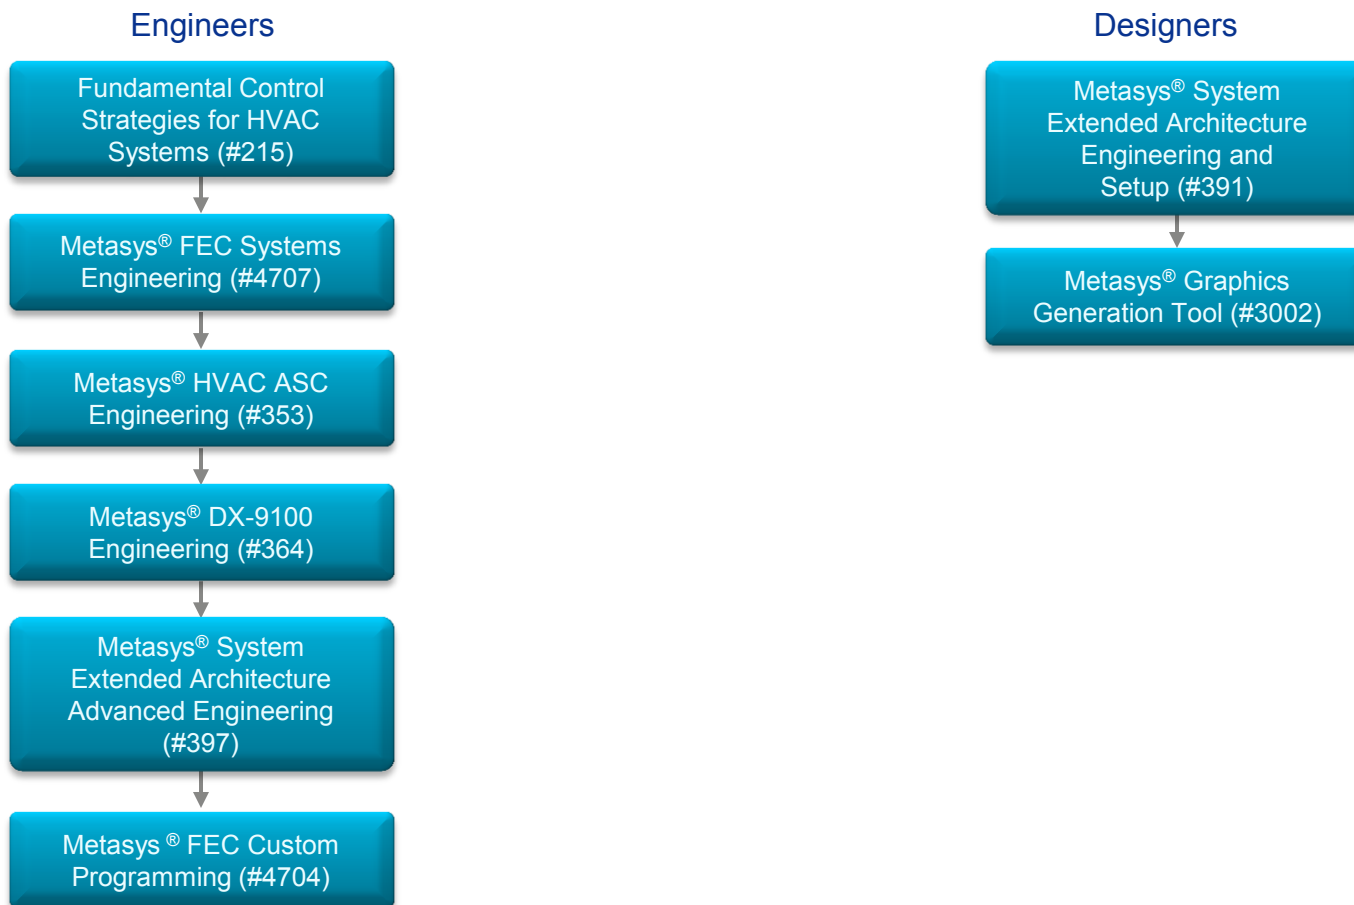 Engineers
Fundamental Control
Strategies for HVAC
Systems (#215)
Metasys® FEC Systems
Engineering (#4707)
Metasys® HVAC ASC
Engineering (#353)
Metasys® DX-9100
Engineering (#364)
Metasys® System
Extended Architecture
Advanced Engineering
(#397)
Metasys ® FEC Custom
Programming (#4704)
Designers
Metasys® System
Extended Architecture
Engineering and
Setup (#391)
Metasys® Graphics
Generation Tool (#3002)